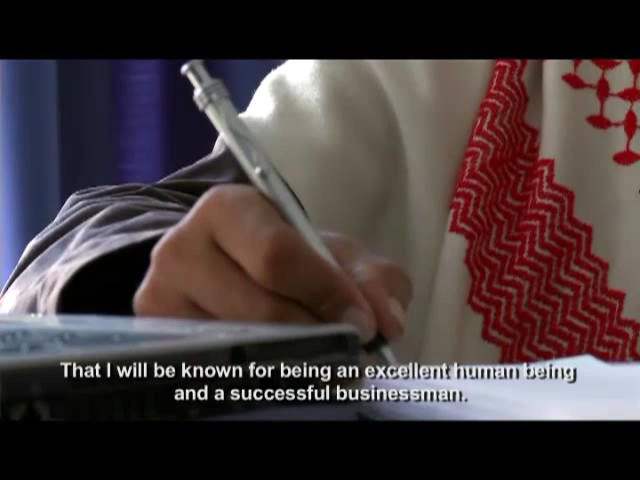 That I will be known for being an excellent human being
and a successful businessman.